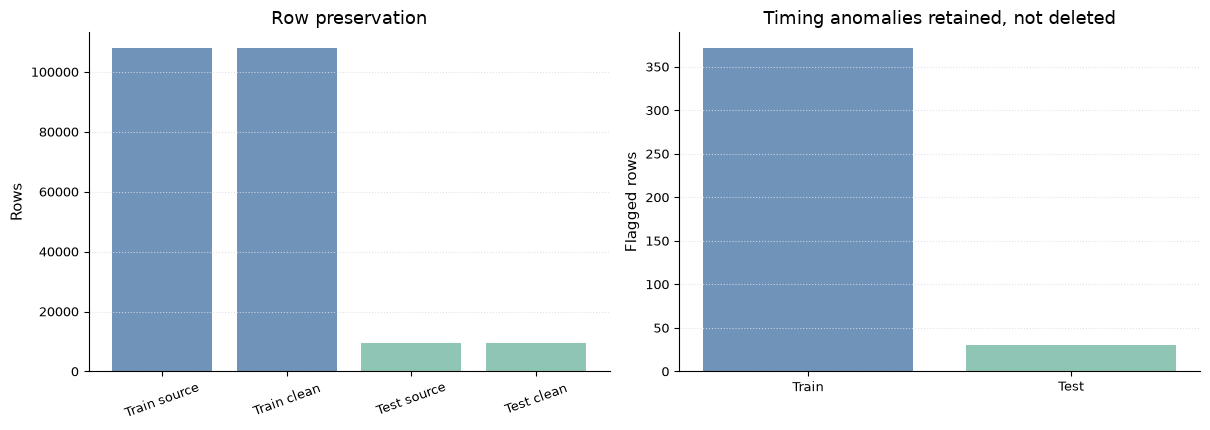 Row preservation
Rows
100000
80000
60000
40000
20000
0
Train source
Train clean
Test source
Test clean
Timing anomalies retained, not deleted
Flagged rows
350
300
250
200
150
100
50
0
Train
Test